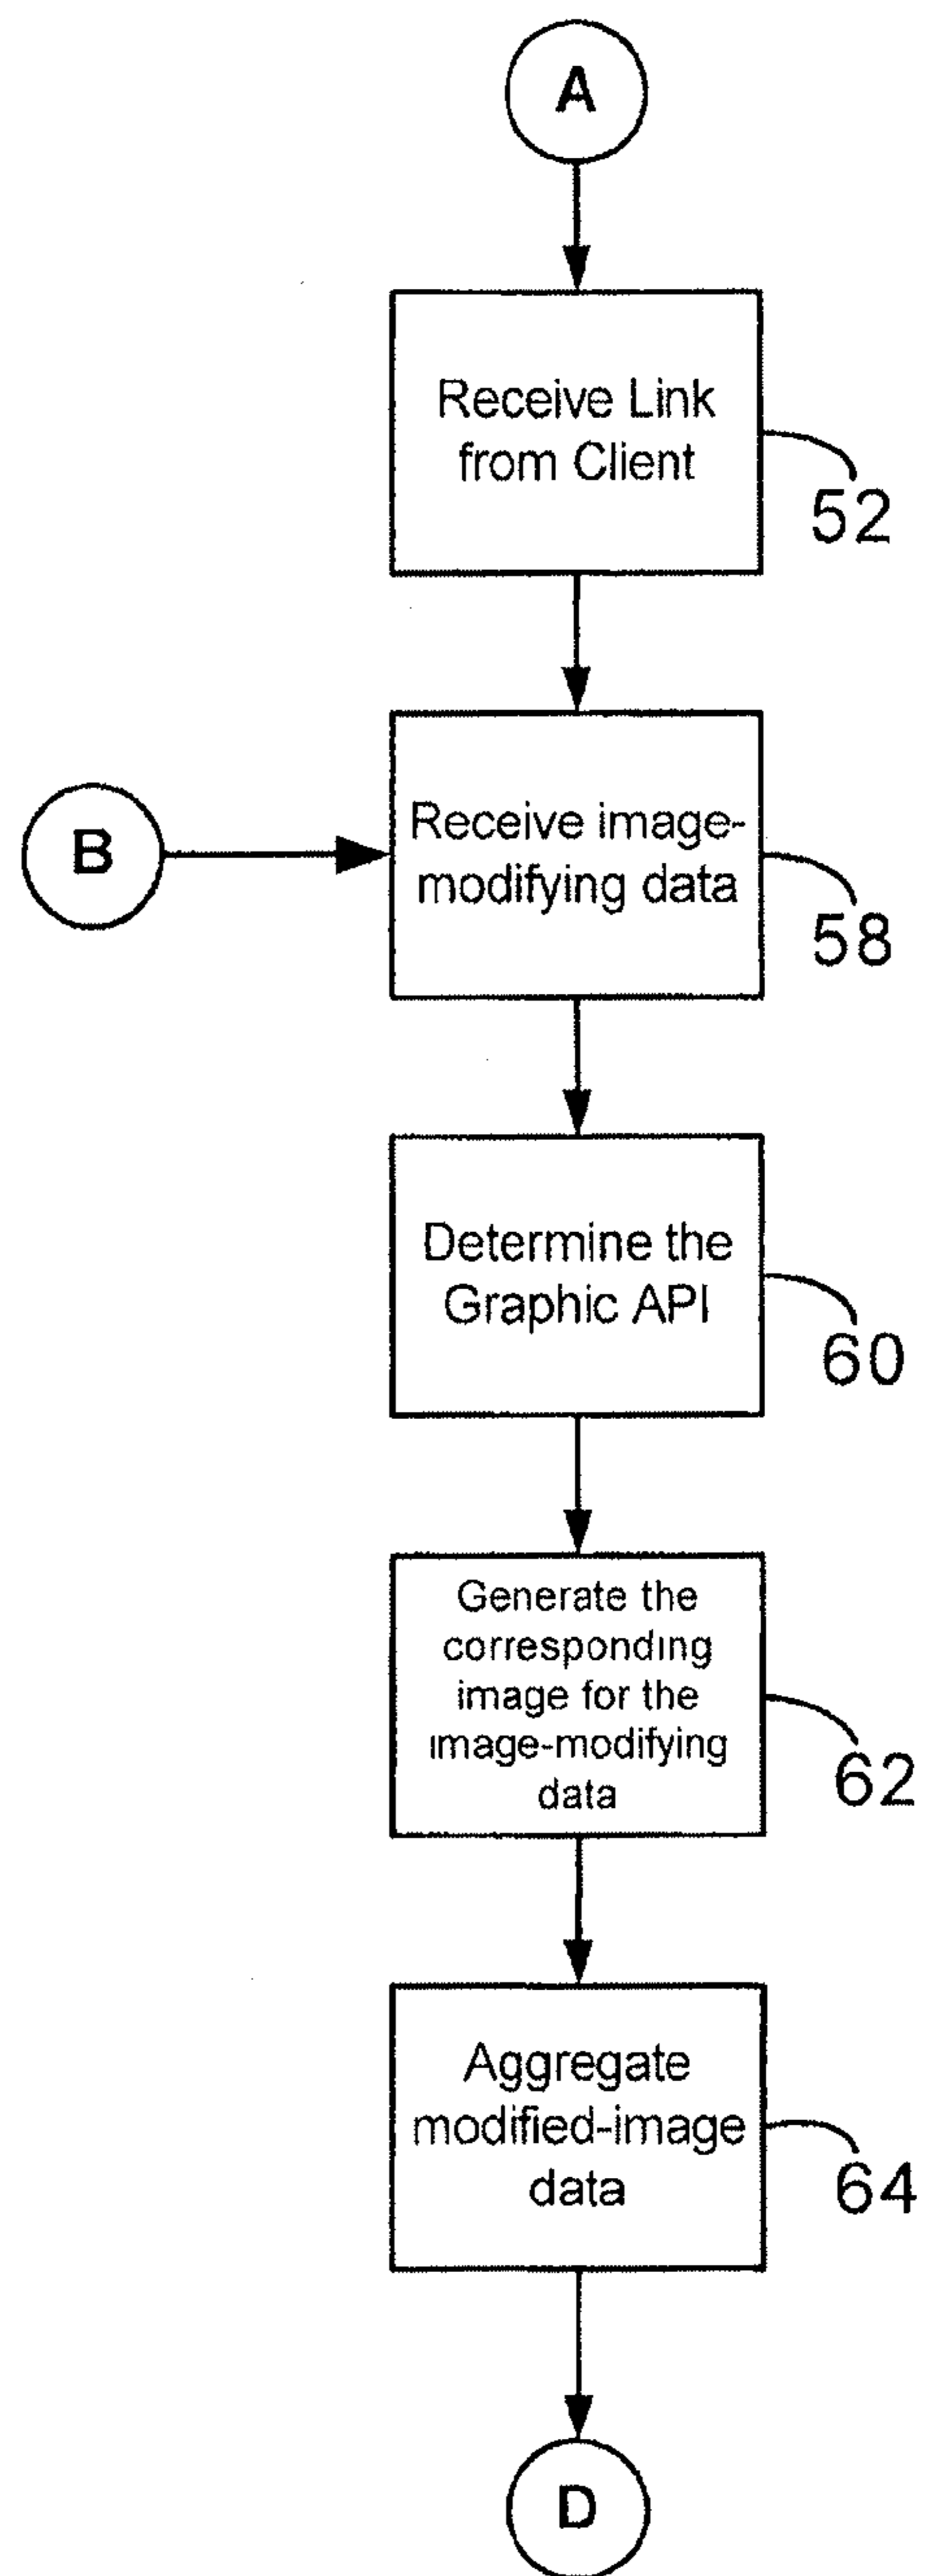 A
Receive Link
from Client
52
Receive image-
modifying data
B
58
Determine the
Graphic API
60
Generate the
corresponding
image for the
image-modifying
data
62
Aggregate
modified-image
data
64
D